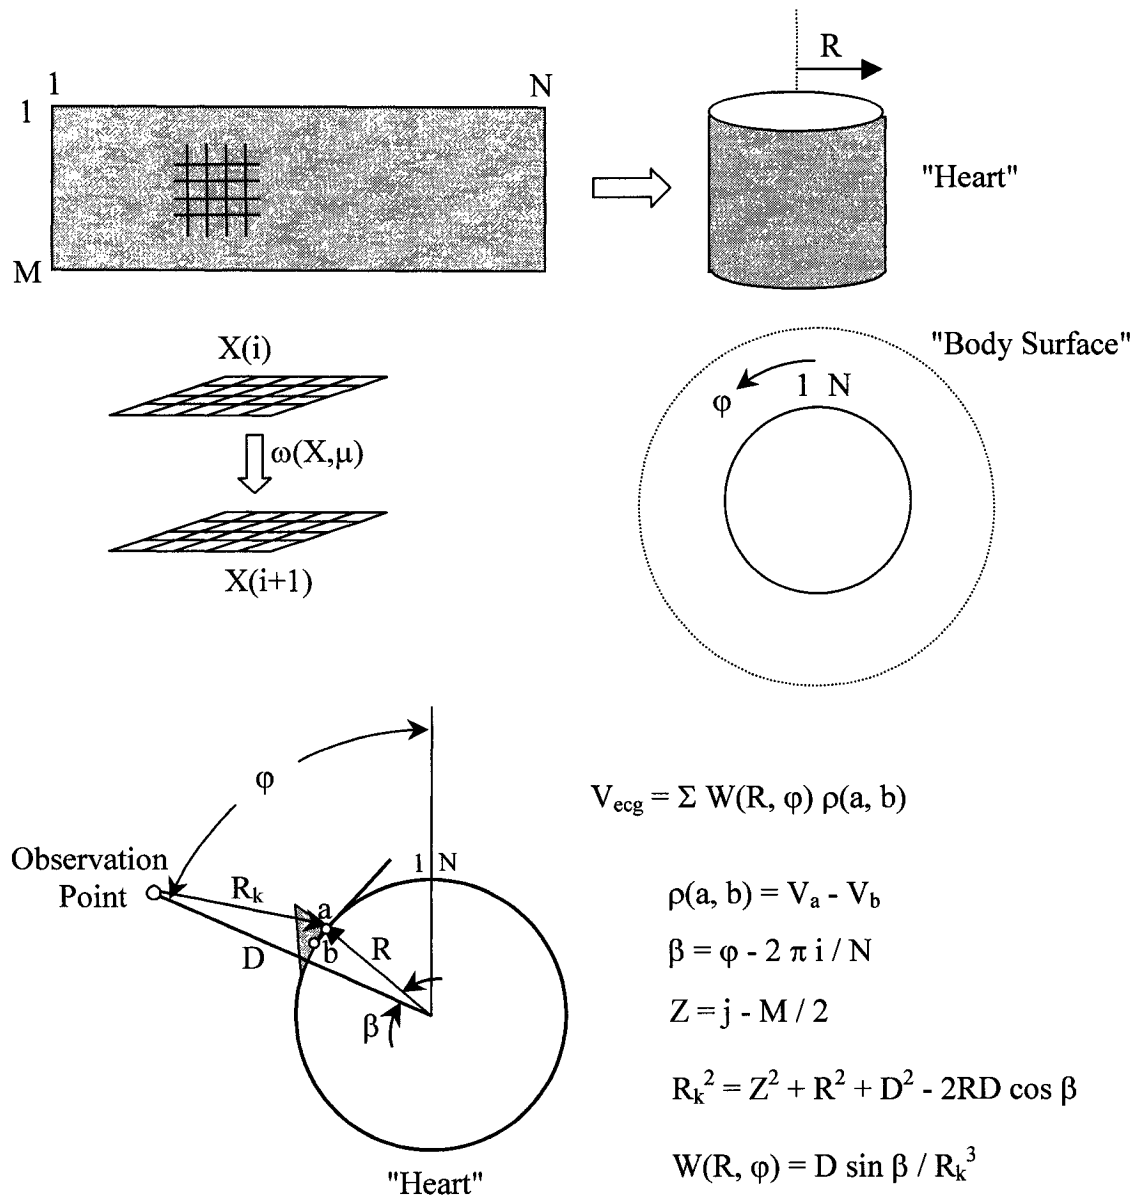 1
N
R
1
M
"Heart"
X(i)
ω(X,μ)
X(i+1)
"Body Surface"
φ
1 N
φ
Observation
Point
R_k
D
a
b
R
β
1 N
"Heart"
V_ecg = Σ W(R, φ) ρ(a, b)
ρ(a, b) = V_a - V_b
β = φ - 2 π i / N
Z = j - M / 2
R_k^2 = Z^2 + R^2 + D^2 - 2RD cos β
W(R, φ) = D sin β / R_k^3